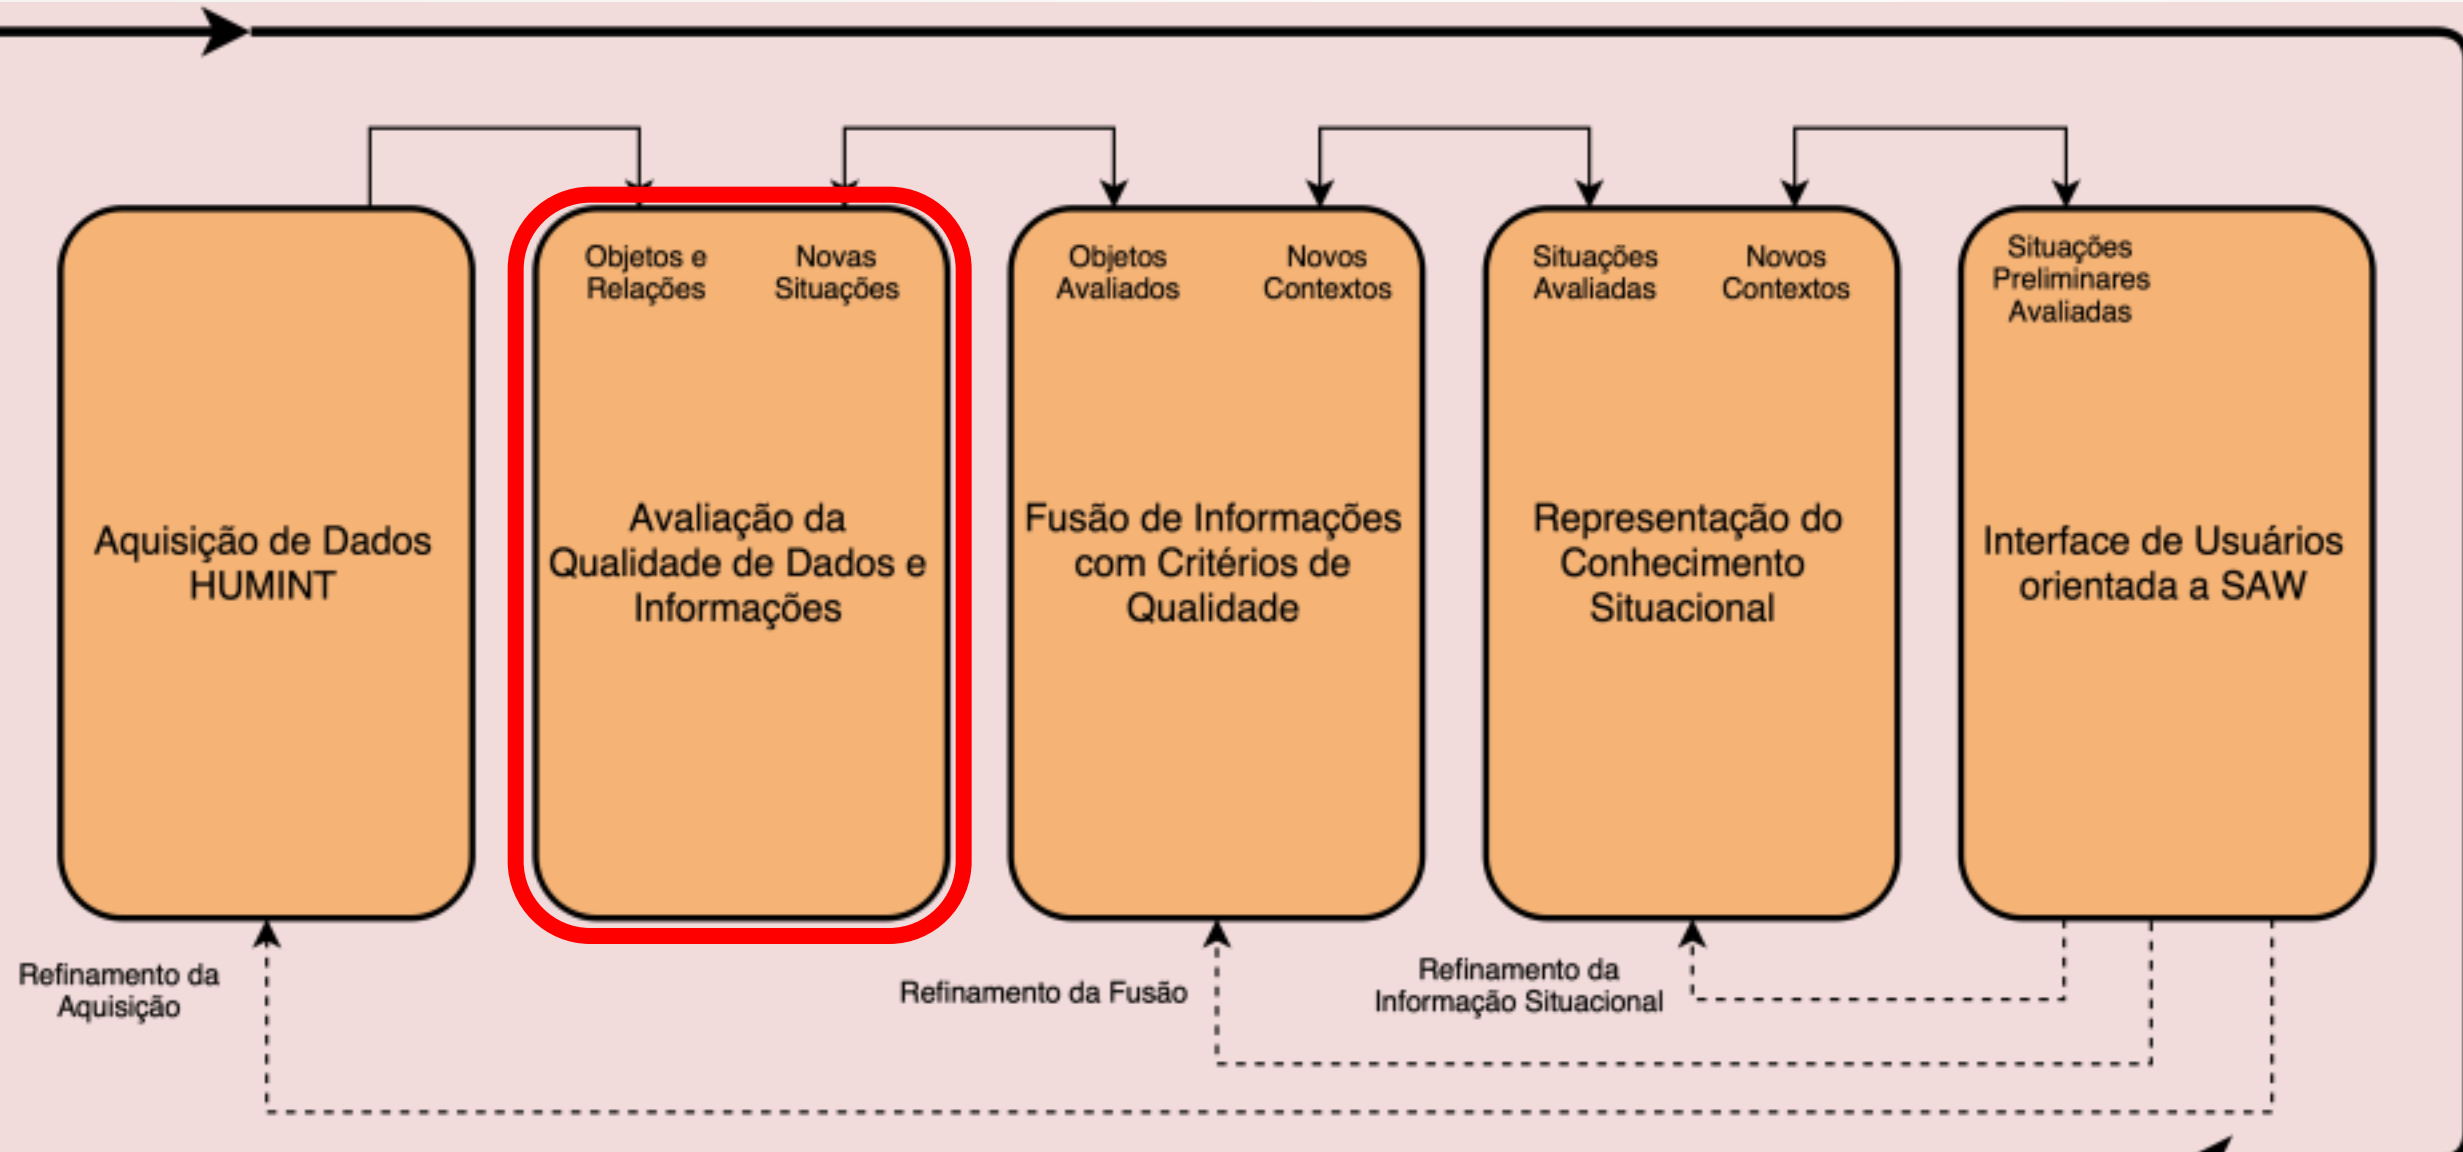 Objetos e
Relações
Novas
Situações
Objetos
Avaliados
Novos
Contextos
Situações
Avaliadas
Novos
Contextos
Situações
Preliminares
Avaliadas
Aquisição de Dados
HUMINT
Avaliação da
Qualidade de Dados e
Informações
Fusão de Informações
com Critérios de
Qualidade
Representação do
Conhecimento
Situacional
Interface de Usuários
orientada a SAW
Refinamento da
Aquisição
Refinamento da Fusão
Refinamento da
Informação Situacional